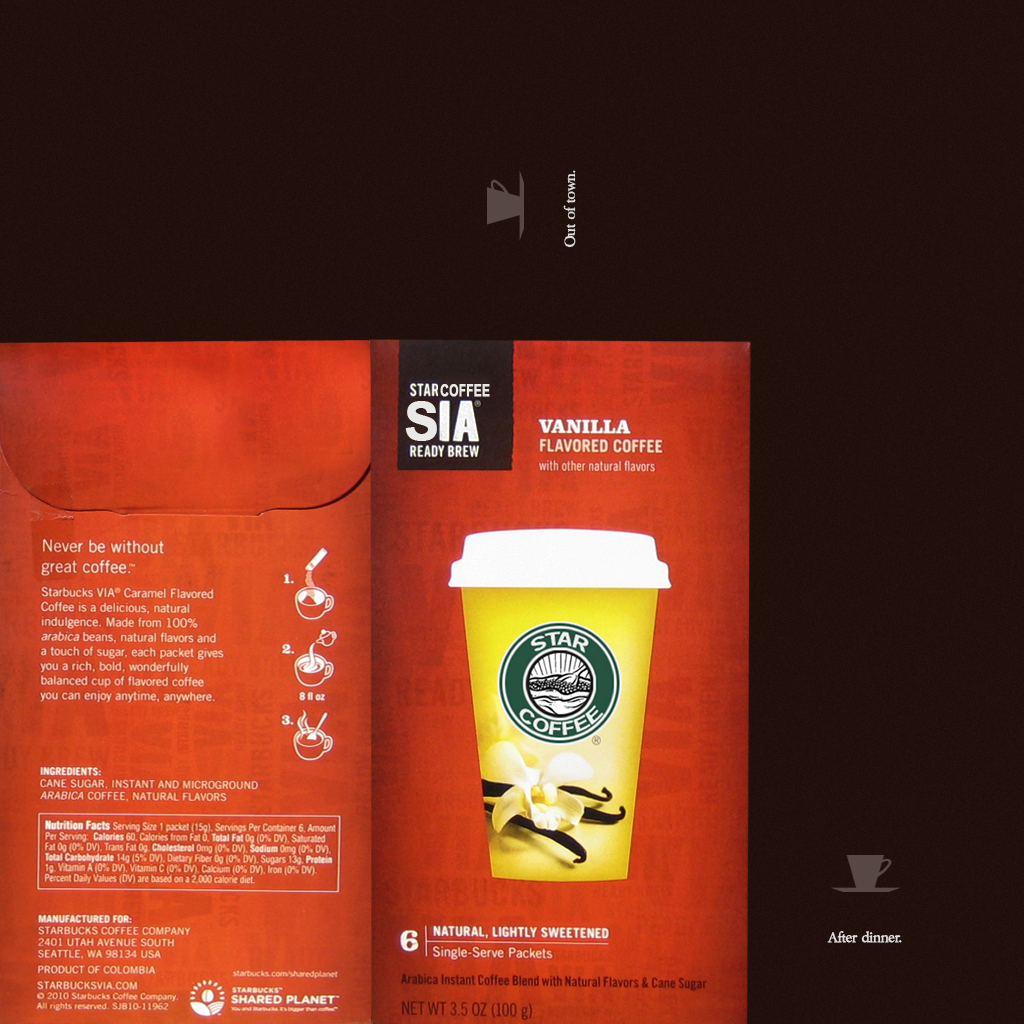 Out of town.
STAR COFFEE
SIA®
READY BREW
VANILLA
FLAVORED COFFEE
with other natural flavors
Never be without
great coffee.™
Starbucks VIA® Caramel Flavored
Coffee is a delicious, natural
indulgence. Made from 100%
arabica beans, natural flavors and
a touch of sugar, each packet gives
you a rich, bold, wonderfully
balanced cup of flavored coffee
you can enjoy anytime, anywhere.
1.
2.
8 fl oz
3.
INGREDIENTS:
CANE SUGAR, INSTANT AND MICROGROUND
ARABICA COFFEE, NATURAL FLAVORS
Nutrition Facts Serving Size 1 packet (15g), Servings Per Container 6, Amount
Per Serving: Calories 60, Calories from Fat 0, Total Fat 0g (0% DV), Saturated
Fat 0g (0% DV), Trans Fat 0g, Cholesterol 0mg (0% DV), Sodium 0mg (0% DV),
Total Carbohydrate 14g (5% DV), Dietary Fiber 0g (0% DV), Sugars 13g, Protein
1g, Vitamin A (0% DV), Vitamin C (0% DV), Calcium (0% DV), Iron (0% DV).
Percent Daily Values (DV) are based on a 2,000 calorie diet.
MANUFACTURED FOR:
STARBUCKS COFFEE COMPANY
2401 UTAH AVENUE SOUTH
SEATTLE, WA 98134 USA
PRODUCT OF COLOMBIA
STARBUCKSVIA.COM
© 2010 Starbucks Coffee Company.
All rights reserved. SJB10-11962
starbucks.com/sharedplanet
STARBUCKS™
SHARED PLANET™
You and Starbucks. It's bigger than coffee™
STAR
COFFEE
®
6
NATURAL, LIGHTLY SWEETENED
Single-Serve Packets
Arabica Instant Coffee Blend with Natural Flavors & Cane Sugar
NET WT 3.5 OZ (100 g)
After dinner.